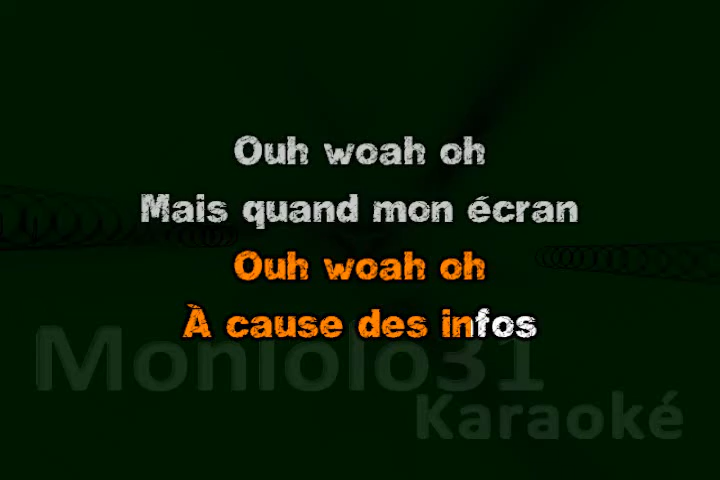 Ouh woah oh
Mais quand mon écran
Ouh woah oh
À cause des infos
Monlolo31
Karaoké